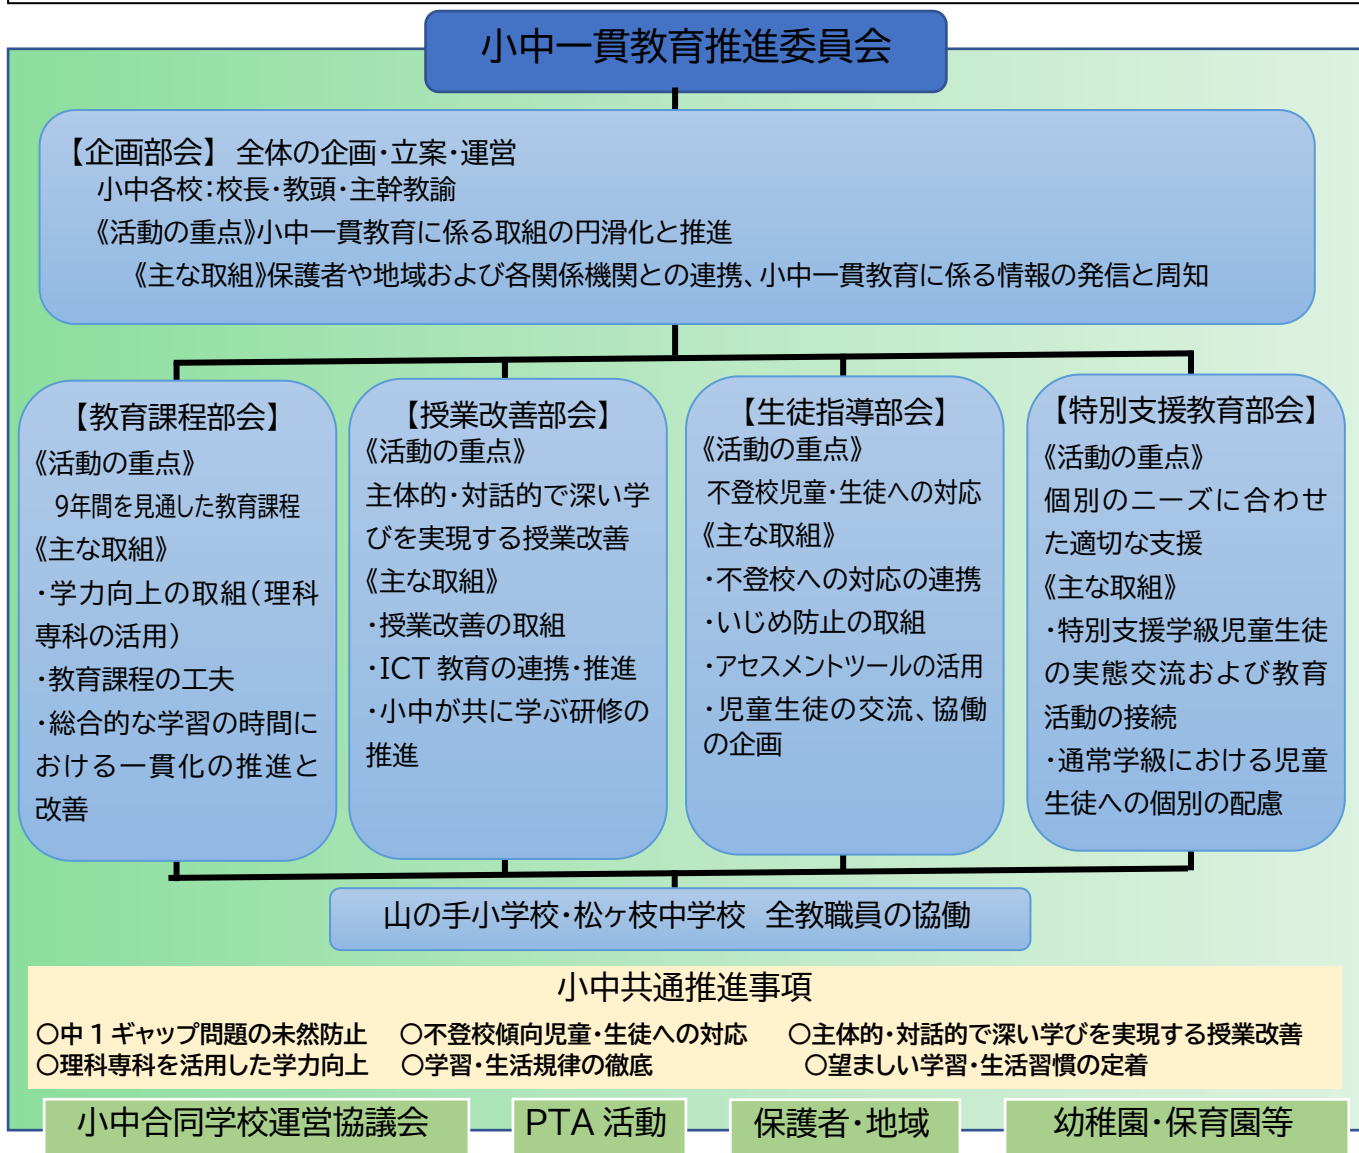 小中一貫教育推進委員会
【企画部会】 全体の企画・立案・運営
小中各校：校長・教頭・主幹教諭
《活動の重点》小中一貫教育に係る取組の円滑化と推進
《主な取組》保護者や地域および各関係機関との連携、小中一貫教育に係る情報の発信と周知
【教育課程部会】
《活動の重点》
9年間を見通した教育課程
《主な取組》
・学力向上の取組（理科
専科の活用）
・教育課程の工夫
・総合的な学習の時間に
おける一貫化の推進と
改善
【授業改善部会】
《活動の重点》
主体的・対話的で深い学
びを実現する授業改善
《主な取組》
・授業改善の取組
・ICT 教育の連携・推進
・小中が共に学ぶ研修の
推進
【生徒指導部会】
《活動の重点》
不登校児童・生徒への対応
《主な取組》
・不登校への対応の連携
・いじめ防止の取組
・アセスメントツールの活用
・児童生徒の交流、協働
の企画
【特別支援教育部会】
《活動の重点》
個別のニーズに合わせ
た適切な支援
《主な取組》
・特別支援学級児童生徒
の実態交流および教育
活動の接続
・通常学級における児童
生徒への個別の配慮
山の手小学校・松ヶ枝中学校 全教職員の協働
小中共通推進事項
〇中１ギャップ問題の未然防止 〇不登校傾向児童・生徒への対応 〇主体的・対話的で深い学びを実現する授業改善
〇理科専科を活用した学力向上 〇学習・生活規律の徹底 〇望ましい学習・生活習慣の定着
小中合同学校運営協議会 PTA 活動 保護者・地域 幼稚園・保育園等